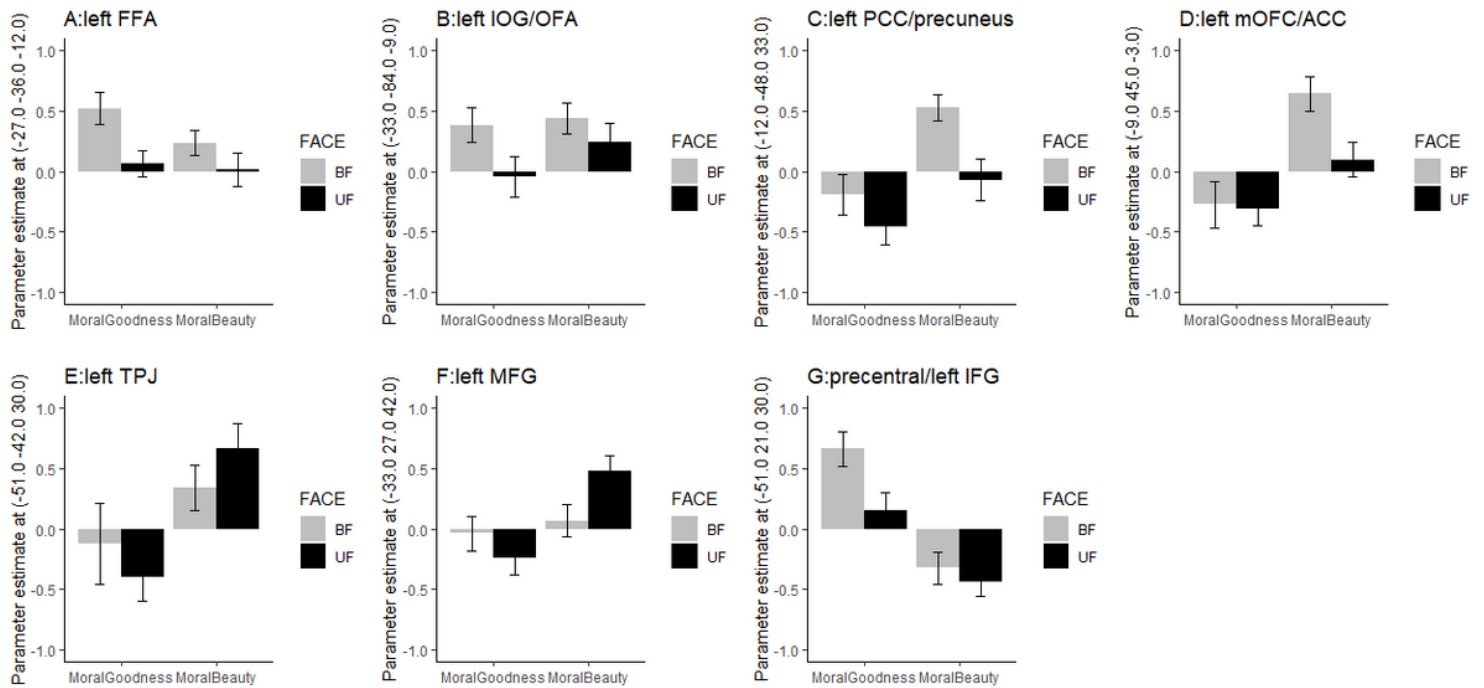 A:left FFA
Parameter estimate at (-27.0 -36.0 -12.0)
1.0
0.5
0.0
-0.5
-1.0
MoralGoodness MoralBeauty
FACE
BF
UF
B:left IOG/OFA
Parameter estimate at (-33.0 -84.0 -9.0)
1.0
0.5
0.0
-0.5
-1.0
MoralGoodness MoralBeauty
FACE
BF
UF
C:left PCC/precuneus
Parameter estimate at (-12.0 -48.0 33.0)
1.0
0.5
0.0
-0.5
-1.0
MoralGoodness MoralBeauty
FACE
BF
UF
D:left mOFC/ACC
Parameter estimate at (-9.0 45.0 -3.0)
1.0
0.5
0.0
-0.5
-1.0
MoralGoodness MoralBeauty
FACE
BF
UF
E:left TPJ
Parameter estimate at (-51.0 -42.0 30.0)
1.0
0.5
0.0
-0.5
-1.0
MoralGoodness MoralBeauty
FACE
BF
UF
F:left MFG
Parameter estimate at (-33.0 27.0 42.0)
1.0
0.5
0.0
-0.5
-1.0
MoralGoodness MoralBeauty
FACE
BF
UF
G:precentral/left IFG
Parameter estimate at (-51.0 21.0 30.0)
1.0
0.5
0.0
-0.5
-1.0
MoralGoodness MoralBeauty
FACE
BF
UF